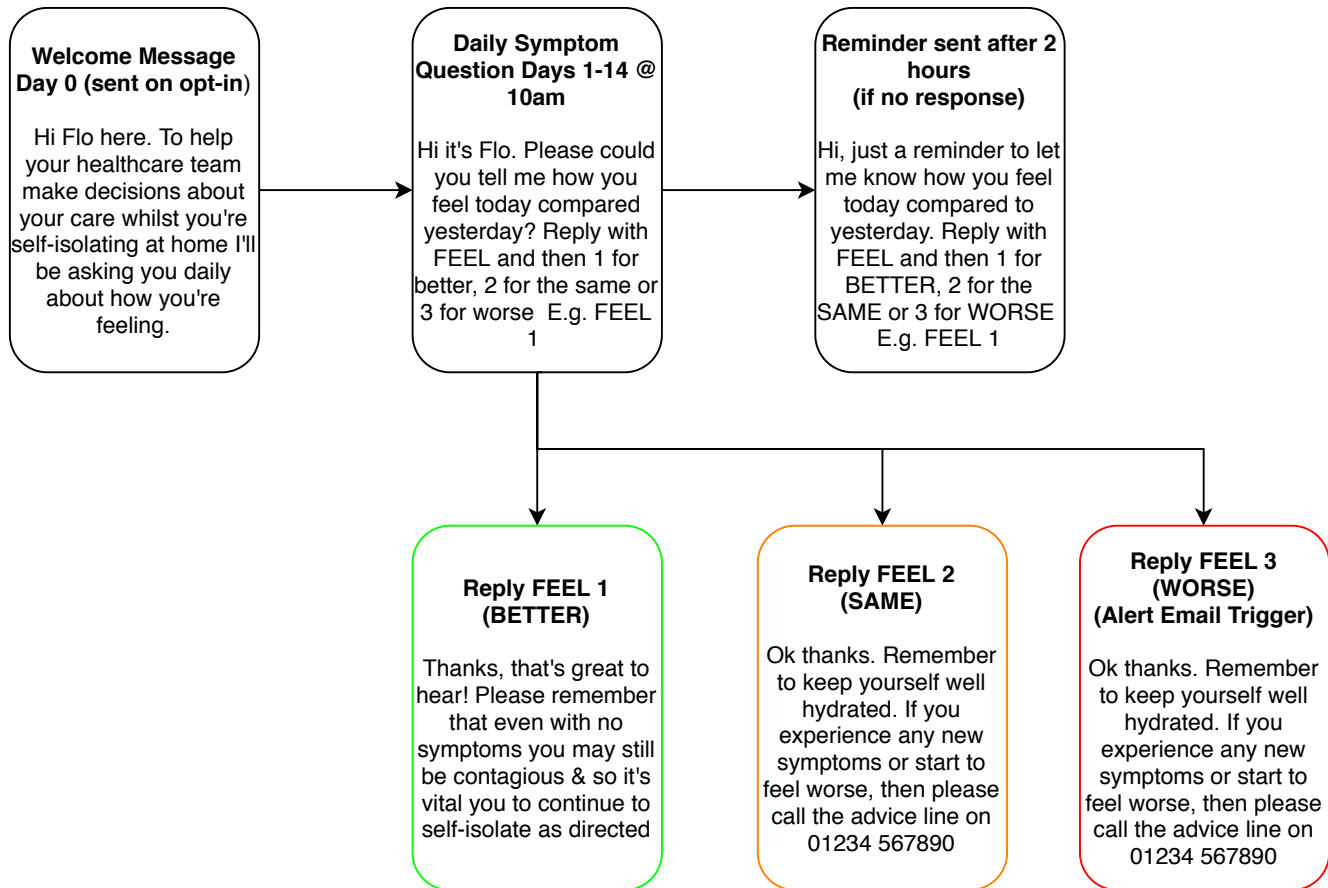 Welcome Message
Day 0 (sent on opt-in)
Hi Flo here. To help
your healthcare team
make decisions about
your care whilst you're
self-isolating at home I'll
be asking you daily
about how you're
feeling.
Daily Symptom
Question Days 1-14 @
10am
Hi it's Flo. Please could
you tell me how you
feel today compared
yesterday? Reply with
FEEL and then 1 for
better, 2 for the same or
3 for worse  E.g. FEEL
1
Reminder sent after 2
hours
(if no response)
Hi, just a reminder to let
me know how you feel
today compared to
yesterday. Reply with
FEEL and then 1 for
BETTER, 2 for the
SAME or 3 for WORSE
E.g. FEEL 1
Reply FEEL 1
(BETTER)
Thanks, that's great to
hear! Please remember
that even with no
symptoms you may still
be contagious & so it's
vital you to continue to
self-isolate as directed
Reply FEEL 2
(SAME)
Ok thanks. Remember
to keep yourself well
hydrated. If you
experience any new
symptoms or start to
feel worse, then please
call the advice line on
01234 567890
Reply FEEL 3
(WORSE)
(Alert Email Trigger)
Ok thanks. Remember
to keep yourself well
hydrated. If you
experience any new
symptoms or start to
feel worse, then please
call the advice line on
01234 567890